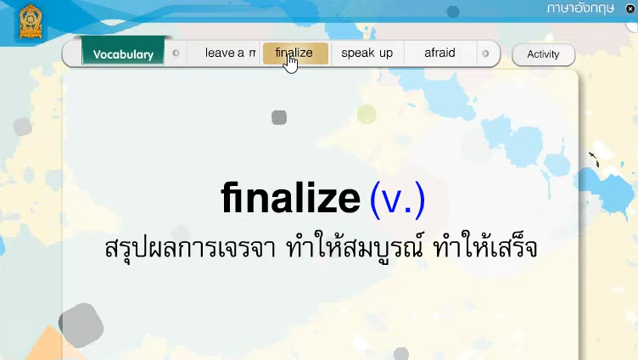 ภาษาอังกฤษ
Vocabulary leave a m finalize speak up afraid Activity
finalize (v.)
สรุปผลการเจรจา ทำให้สมบูรณ์ ทำให้เสร็จ